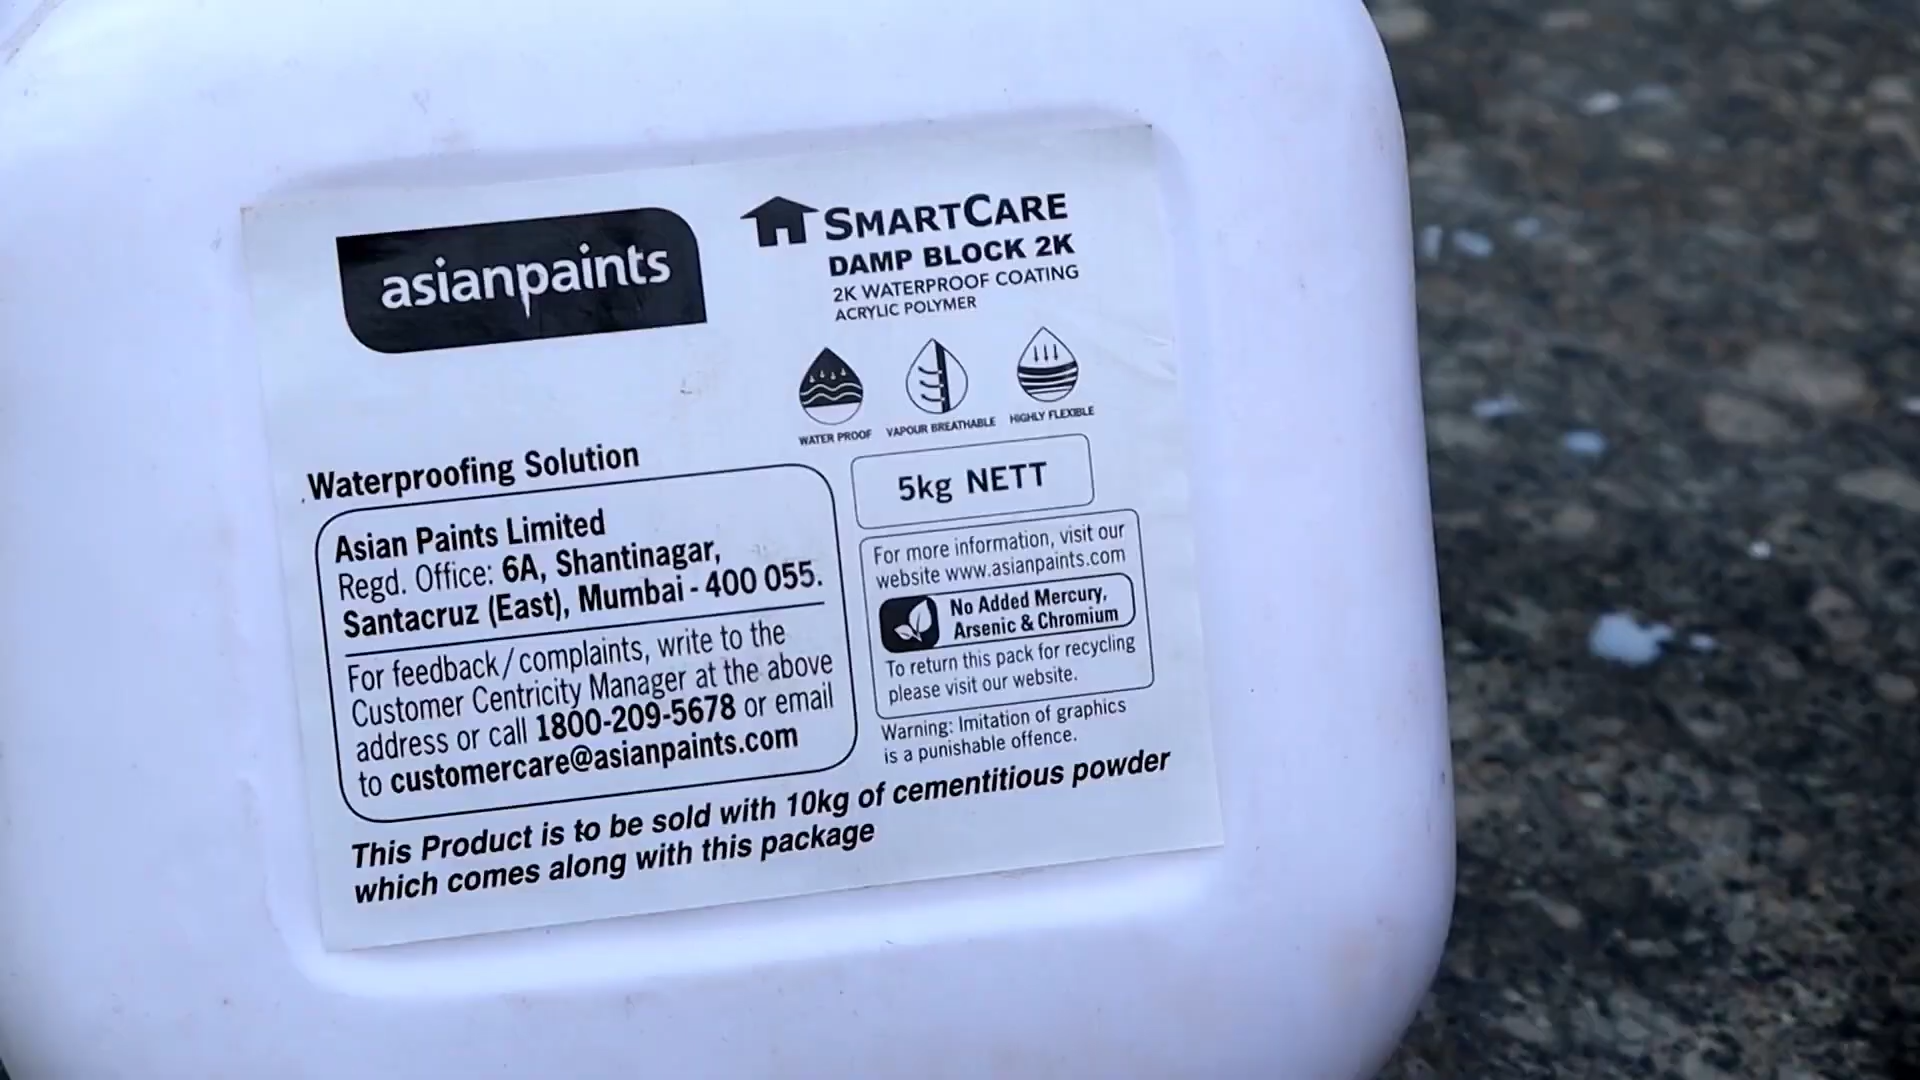 asianpaints
SMARTCARE
DAMP BLOCK 2K
2K WATERPROOF COATING
ACRYLIC POLYMER
WATER PROOF
VAPOUR BREATHABLE
HIGHLY FLEXIBLE
Waterproofing Solution
Asian Paints Limited
Regd. Office: 6A, Shantinagar,
Santacruz (East), Mumbai - 400 055.
For feedback/complaints, write to the
Customer Centricity Manager at the above
address or call 1800-209-5678 or email
to customercare@asianpaints.com
5kg NETT
For more information, visit our
website www.asianpaints.com
No Added Mercury,
Arsenic & Chromium
To return this pack for recycling
please visit our website.
Warning: Imitation of graphics
is a punishable offence.
This Product is to be sold with 10kg of cementitious powder
which comes along with this package